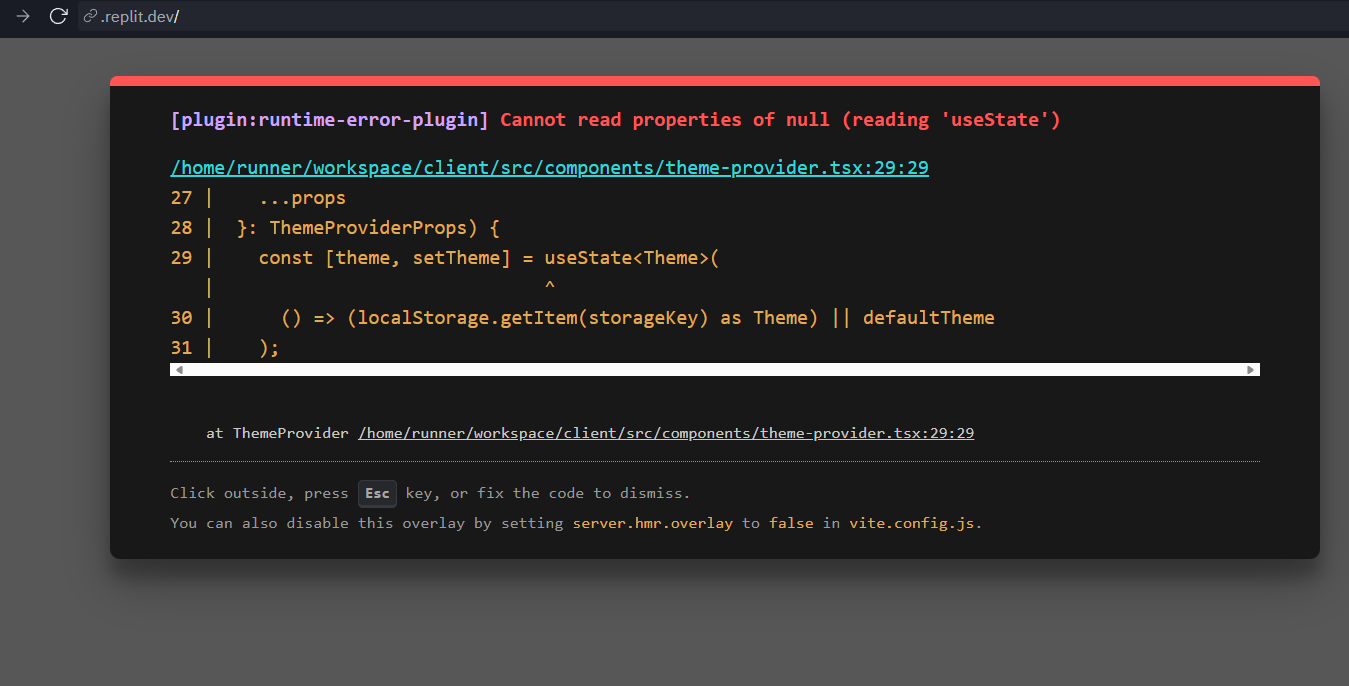 .replit.dev/
[plugin:runtime-error-plugin] Cannot read properties of null (reading 'useState')
/home/runner/workspace/client/src/components/theme-provider.tsx:29:29
27 |    ...props
28 |  }: ThemeProviderProps) {
29 |    const [theme, setTheme] = useState<Theme>(
   |                              ^
30 |      () => (localStorage.getItem(storageKey) as Theme) || defaultTheme
31 |    );
at ThemeProvider /home/runner/workspace/client/src/components/theme-provider.tsx:29:29
Click outside, press Esc key, or fix the code to dismiss.
You can also disable this overlay by setting server.hmr.overlay to false in vite.config.js.